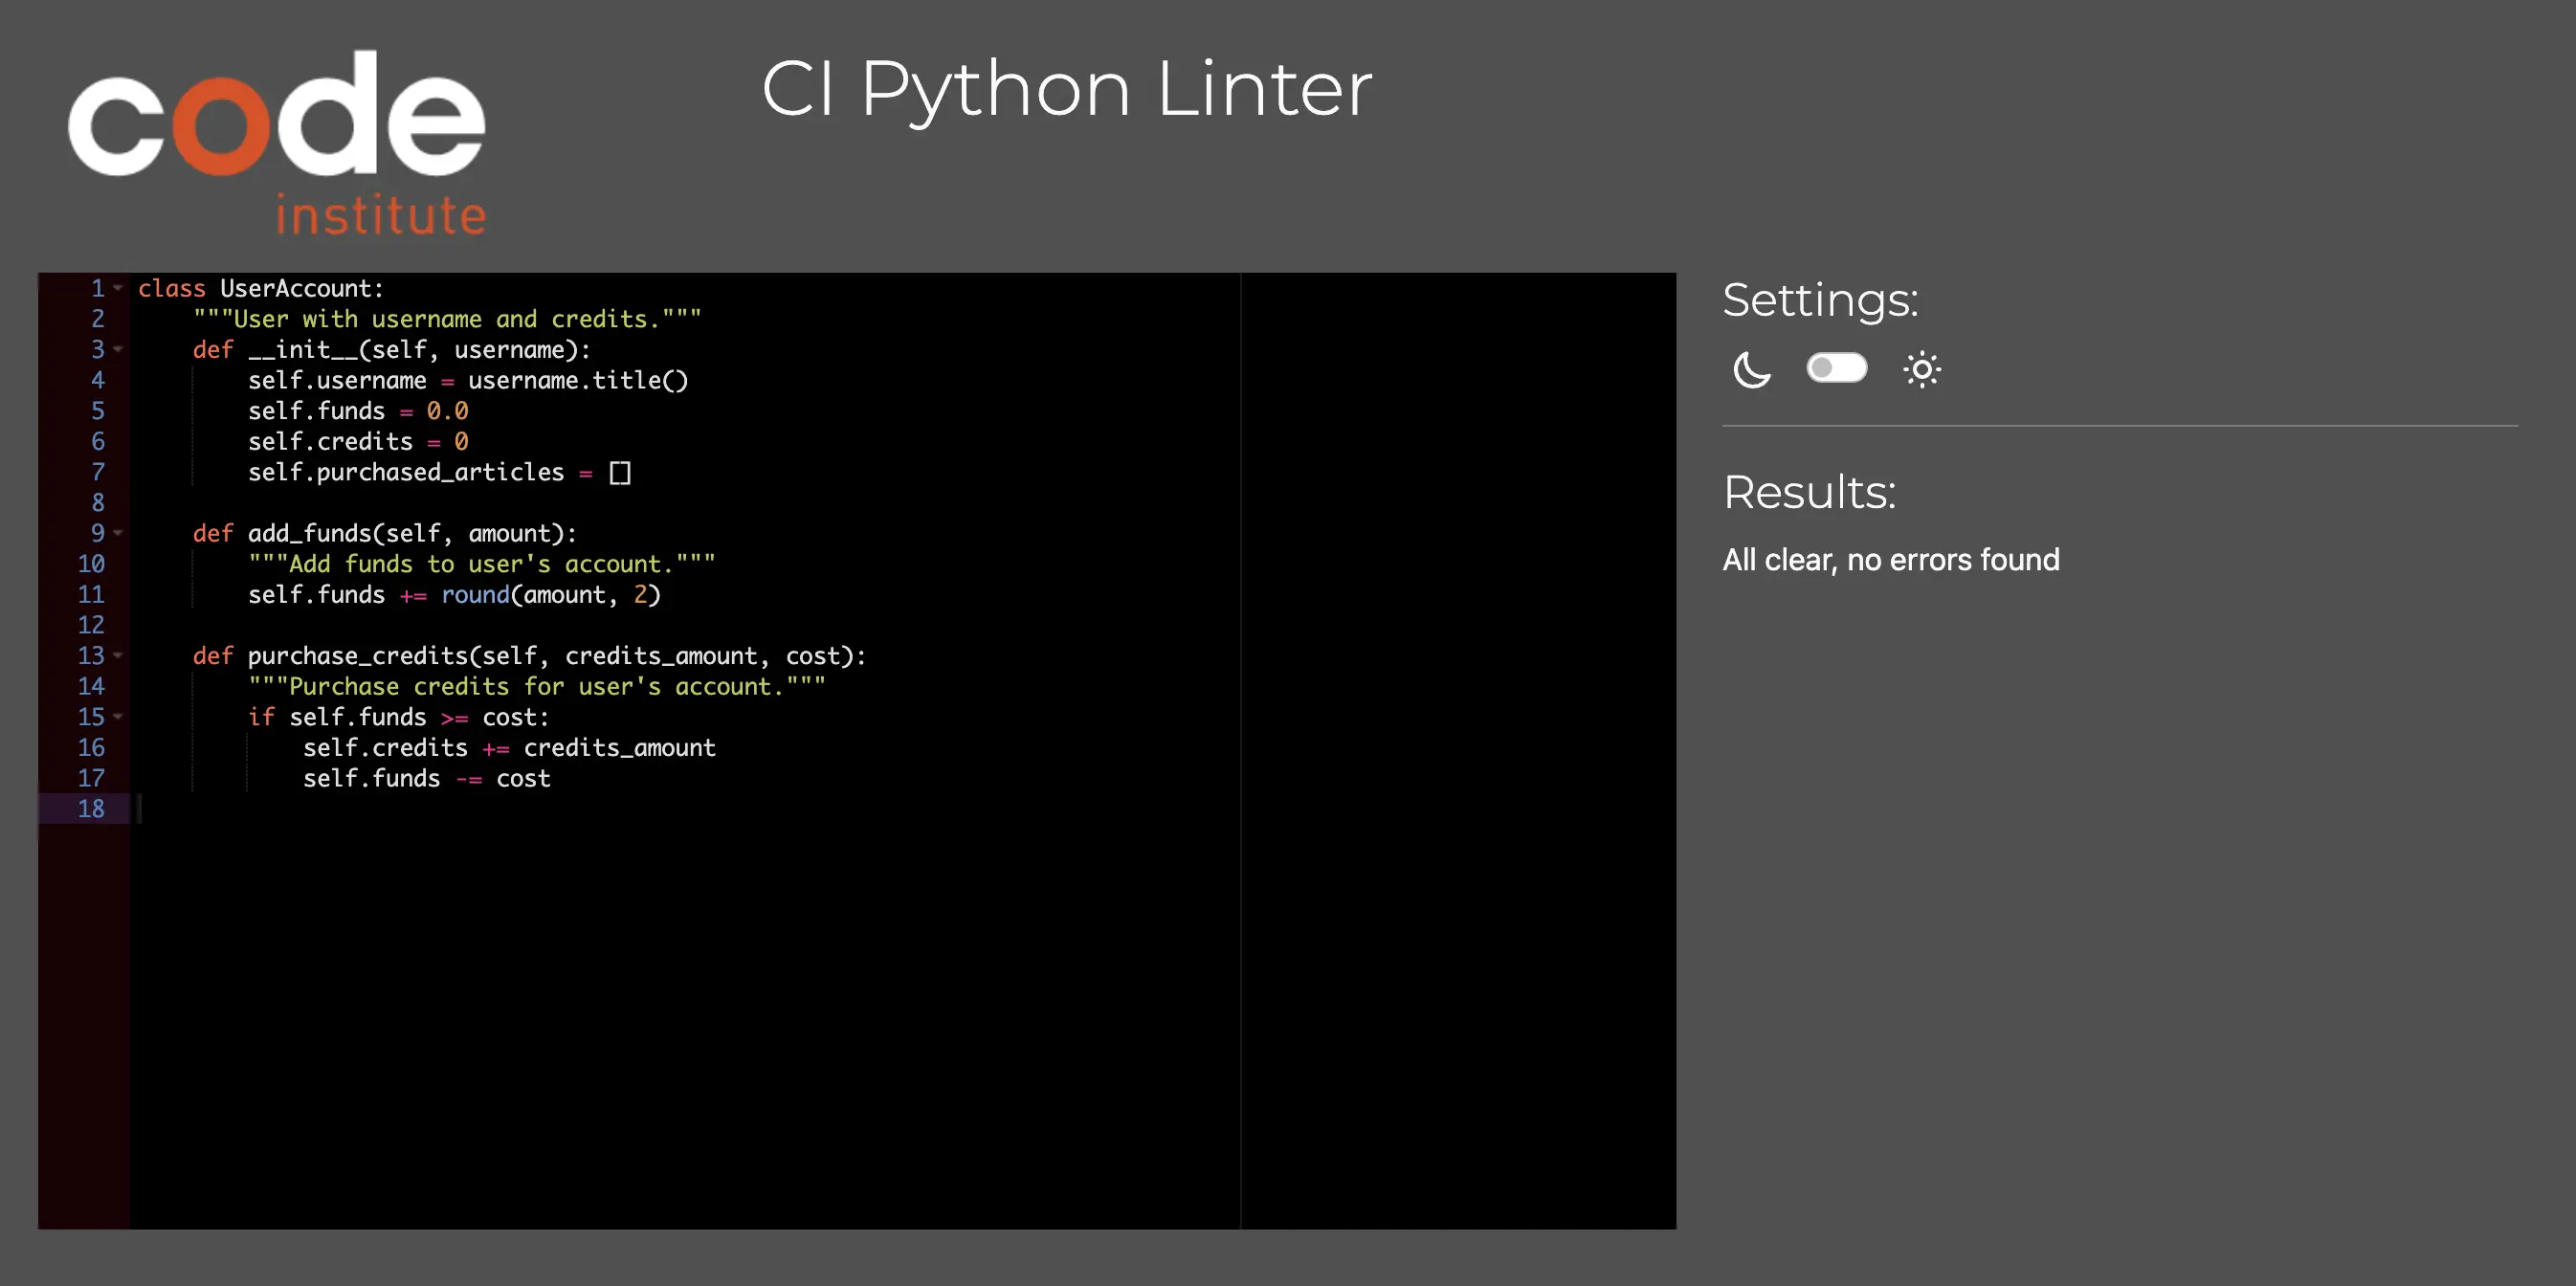 code
institute
CI Python Linter
1 class UserAccount:
2     """User with username and credits."""
3     def __init__(self, username):
4         self.username = username.title()
5         self.funds = 0.0
6         self.credits = 0
7         self.purchased_articles = []
8
9     def add_funds(self, amount):
10         """Add funds to user's account."""
11         self.funds += round(amount, 2)
12
13     def purchase_credits(self, credits_amount, cost):
14         """Purchase credits for user's account."""
15         if self.funds >= cost:
16             self.credits += credits_amount
17             self.funds -= cost
18
Settings:
Results:
All clear, no errors found